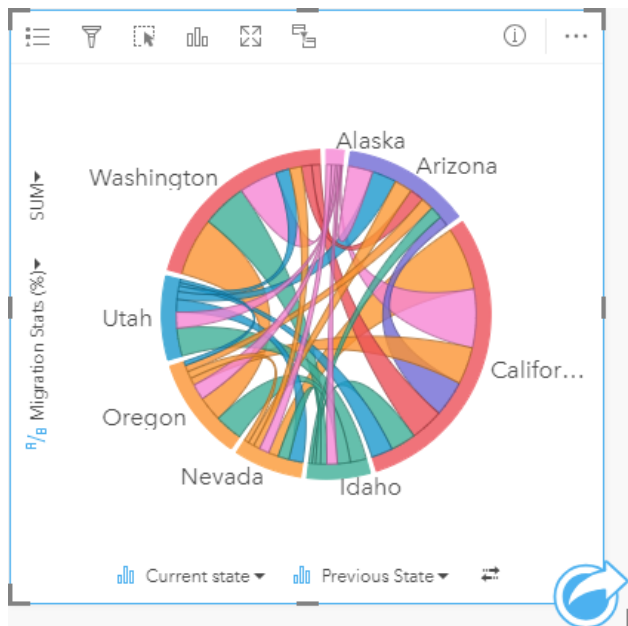 Alaska
Arizona
Washington
Utah
Califor...
Oregon
Nevada
Idaho
SUM
Migration Stats (%)
A/B
Current state
Previous State